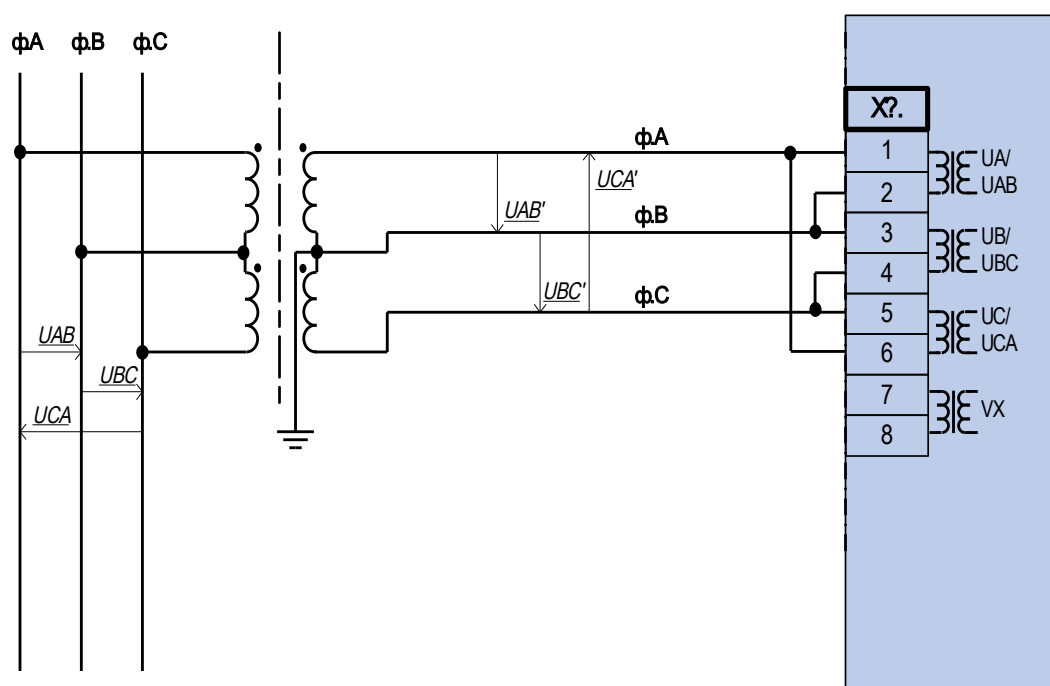 ф.А ф.В ф.С
X?.
ф.А
1
UA/
UAB
UCA'
2
UAB'
ф.В
3
UB/
UBC
4
UBC'
ф.С
5
UC/
UCA
UAB
6
UBC
7
VX
UCA
8